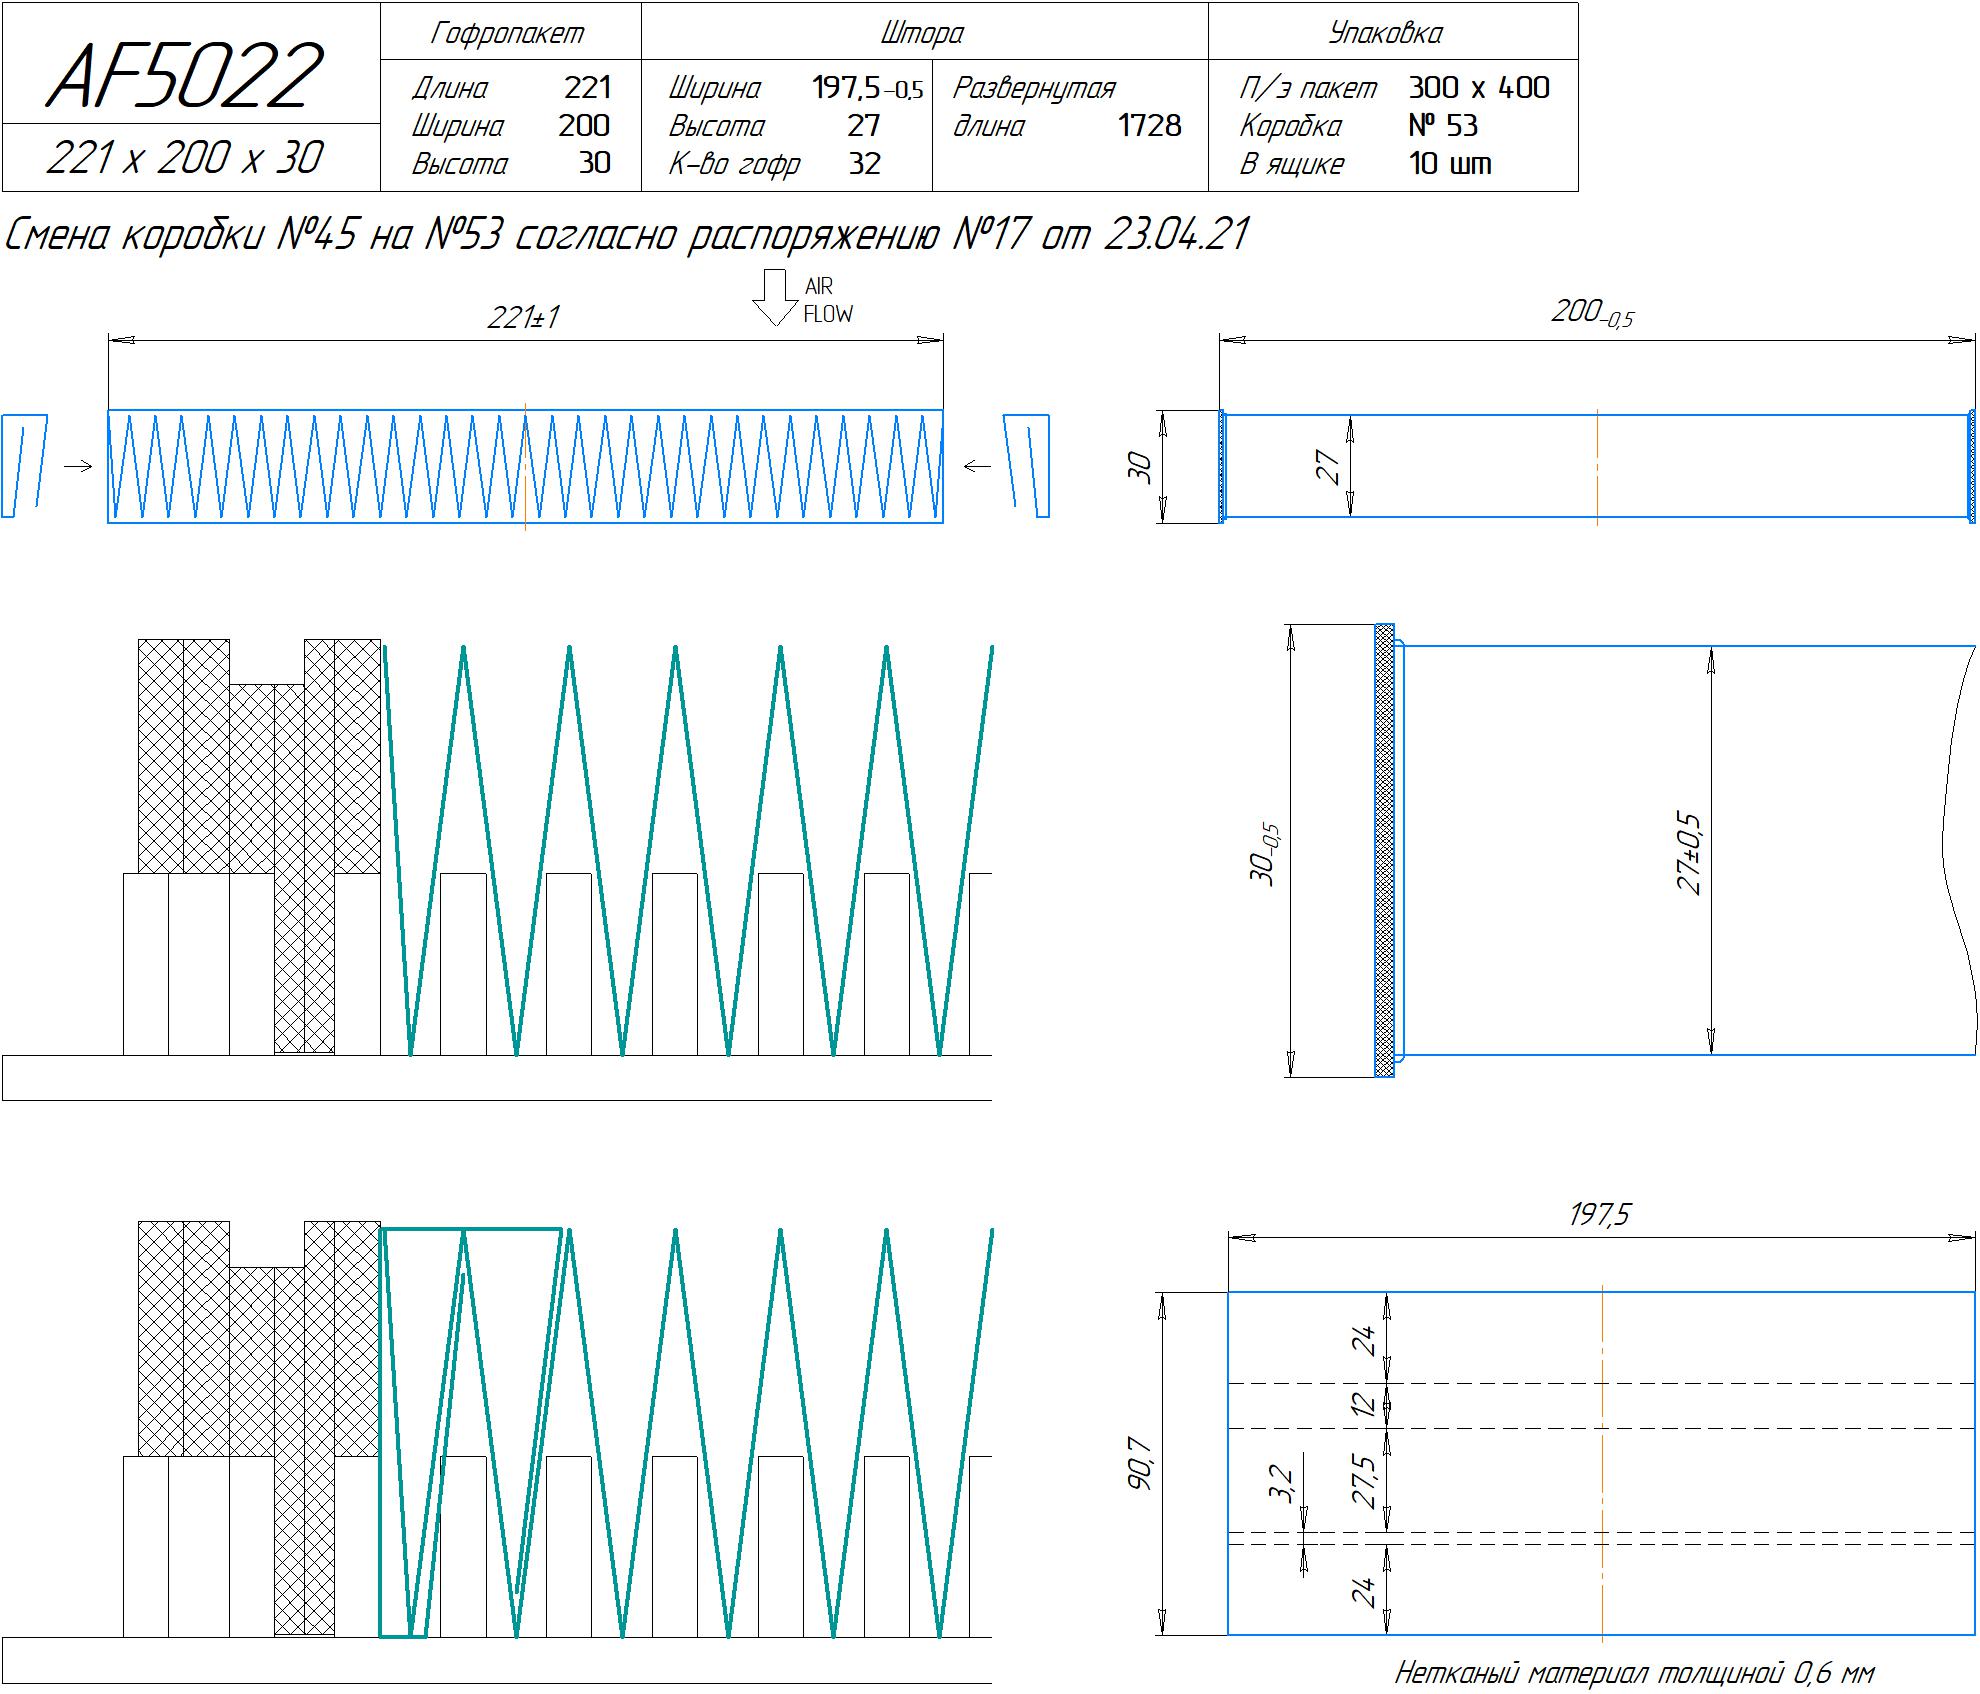 AF5022
221 x 200 x 30
Гофропакет
Длина 221
Ширина 200
Высота 30
Штора
Ширина 197,5 -0,5
Высота 27
К-во гофр 32
Развернутая
длина 1728
Упаковка
П/э пакет 300 x 400
Коробка № 53
В ящике 10 шт
Смена коробки №45 на №53 согласно распоряжению №17 от 23.04.21
AIR
FLOW
221±1
200-0,5
30
27
30-0,5
27±0,5
197,5
90,7
24
12
27,5
3,2
24
Нетканый материал толщиной 0,6 мм